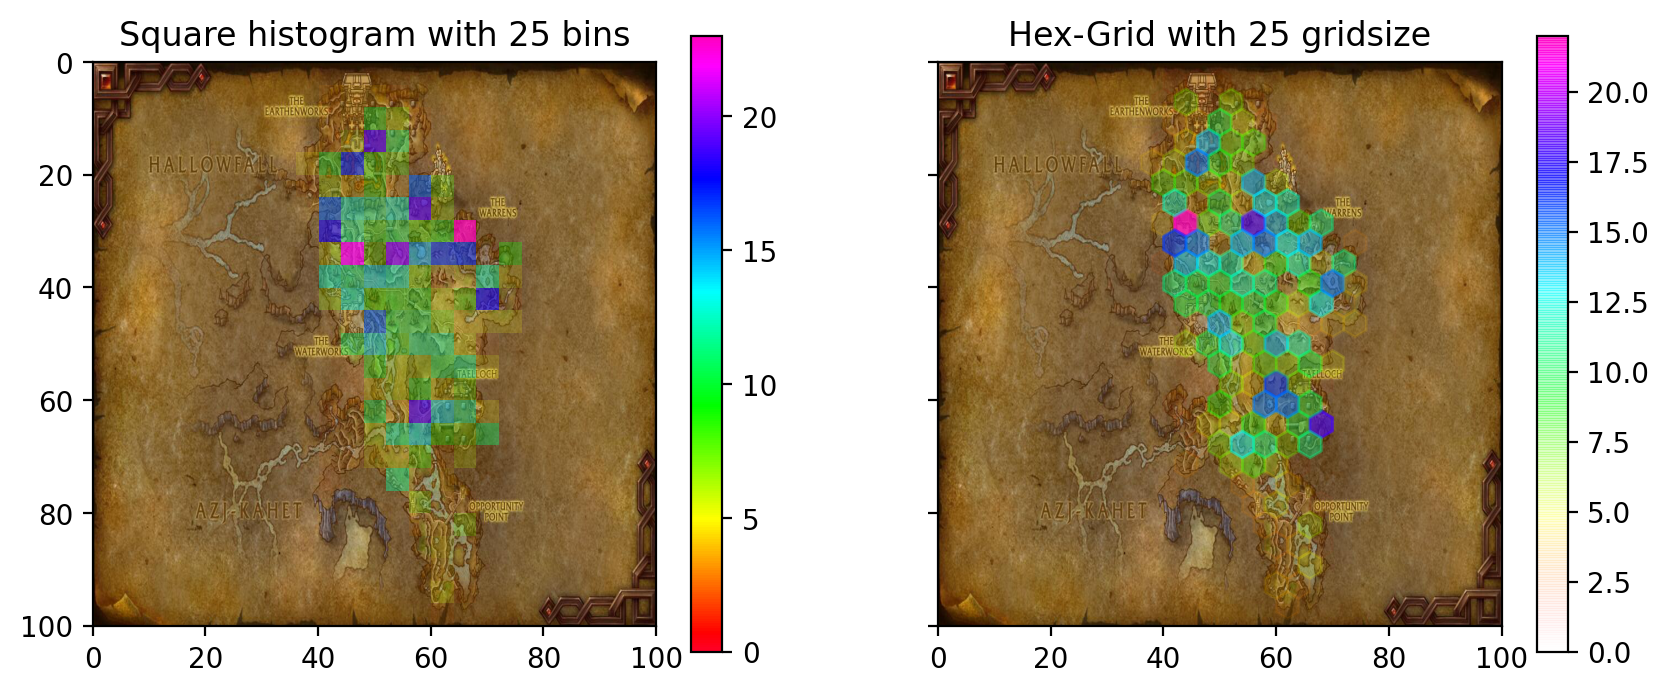 Square histogram with 25 bins
0
20
40
60
80
100
0
20
40
60
80
100
THE
EARTHENWORKS
HALLOWFALL
THE
WARRENS
THE
WATERWORKS
TAELLOCH
AZJ-KAHET
OPPORTUNITY
POINT
20
15
10
5
0
Hex-Grid with 25 gridsize
0
20
40
60
80
100
THE
EARTHENWORKS
HALLOWFALL
THE
WARRENS
THE
WATERWORKS
TAELLOCH
AZJ-KAHET
OPPORTUNITY
POINT
20.0
17.5
15.0
12.5
10.0
7.5
5.0
2.5
0.0